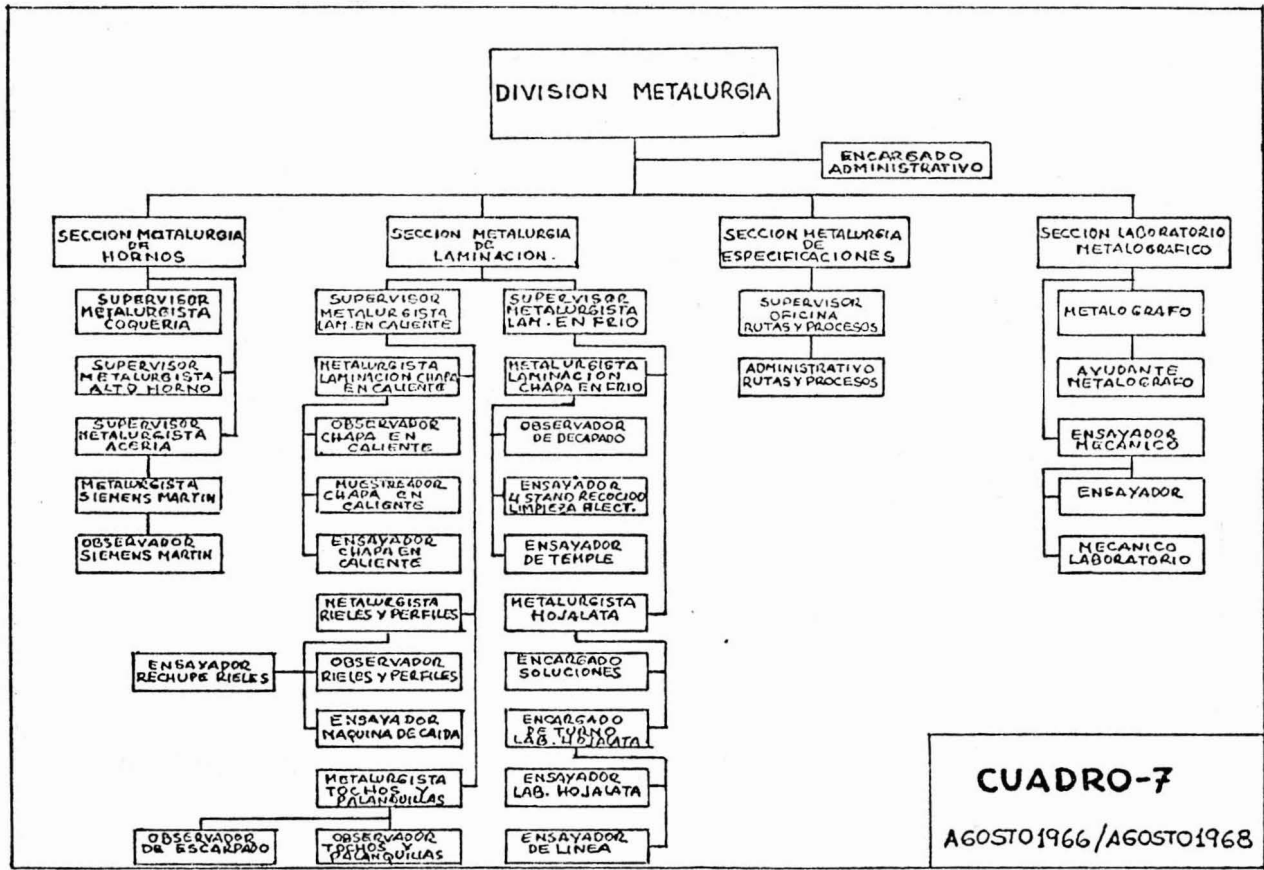 DIVISION METALURGIA
ENCARGADO
ADMINISTRATIVO
SECCION METALURGIA
DE
HORNOS
SUPERVISOR
METALURGISTA
COQUERIA
SUPERVISOR
METALURGISTA
ALTO HORNO
SUPERVISOR
METALURGISTA
ACERIA
METALURGISTA
SIEMENS MARTIN
OBSERVADOR
SIEMENS MARTIN
SECCION METALURGIA
DE
LAMINACION.
SUPERVISOR
METALURGISTA
LAM. EN CALIENTE
METALURGISTA
LAMINACION CHAPA
EN CALIENTE
OBSERVADOR
CHAPA EN
CALIENTE
MUESTREADOR
CHAPA EN
CALIENTE
ENSAYADOR
CHAPA EN
CALIENTE
METALURGISTA
RIELES Y PERFILES
ENSAYADOR
RECHUPE RIELES
OBSERVADOR
RIELES Y PERFILES
ENSAYADOR
MAQUINA DE CAIDA
METALURGISTA
TOCHOS Y
PALANQUILLAS
OBSERVADOR
DE ESCARPADO
OBSERVADOR
TOCHOS Y
PALANQUILLAS
SUPERVISOR
METALURGISTA
LAM. EN FRIO
METALURGISTA
LAMINACION
CHAPA EN FRIO
OBSERVADOR
DE DECAPADO
ENSAYADOR
4 STAND RECOCIDO
LIMPIEZA ELECT.
ENSAYADOR
DE TEMPLE
METALURGISTA
HOJALATA
ENCARGADO
SOLUCIONES
ENCARGADO
DE TURNO
LAB. HOJALATA
ENSAYADOR
LAB. HOJALATA
ENSAYADOR
DE LINEA
SECCION METALURGIA
DE
ESPECIFICACIONES
SUPERVISOR
OFICINA
RUTAS Y PROCESOS
ADMINISTRATIVO
RUTAS Y PROCESOS
SECCION LABORATORIO
METALOGRAFICO
METALOGRAFO
AYUDANTE
METALOGRAFO
ENSAYADOR
MECANICO
ENSAYADOR
MECANICO
LABORATORIO
CUADRO-7
AGOSTO 1966/AGOSTO 1968